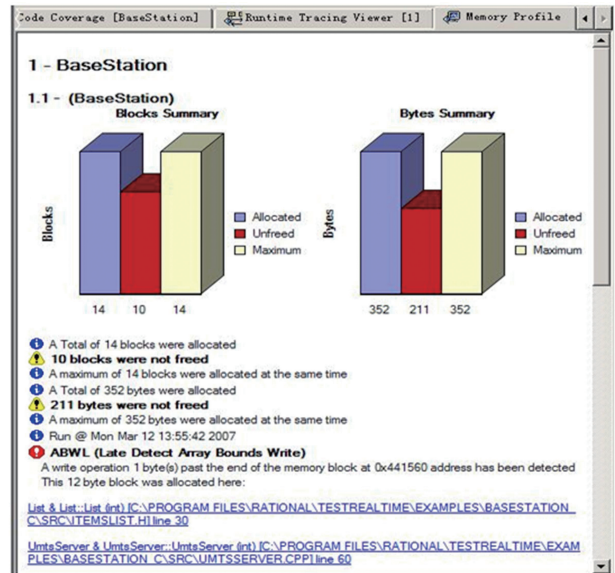 Code Coverage [BaseStation] Runtime Tracing Viewer [1] Memory Profile
1 - BaseStation
1.1 - (BaseStation)
Blocks Summary
Blocks
Allocated
Unfreed
Maximum
14 10 14
Bytes Summary
Bytes
Allocated
Unfreed
Maximum
352 211 352
A Total of 14 blocks were allocated
10 blocks were not freed
A maximum of 14 blocks were allocated at the same time
A Total of 352 bytes were allocated
211 bytes were not freed
A maximum of 352 bytes were allocated at the same time
Run @ Mon Mar 12 13:55:42 2007
ABWL (Late Detect Array Bounds Write)
A write operation 1 byte(s) past the end of the memory block at 0x441560 address has been detected
This 12 byte block was allocated here:
List & List::List (int) [C:\PROGRAM FILES\RATIONAL\TESTREALTIME\EXAMPLES\BASESTATION_
C\SRC\ITEMSLIST.H] line 30
UmtsServer & UmtsServer::UmtsServer (int) [C:\PROGRAM FILES\RATIONAL\TESTREALTIME\EXAM
PLES\BASESTATION_C\SRC\UMTSSERVER.CPP] line 60